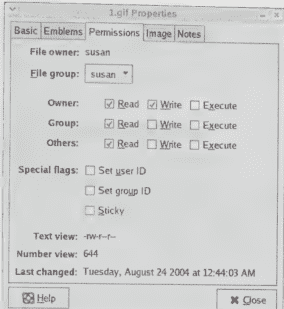 1.gif Properties
Basic Emblems Permissions Image Notes
File owner: susan
File group: susan
Owner: Read Write Execute
Group: Read Write Execute
Others: Read Write Execute
Special flags: Set user ID
Set group ID
Sticky
Text view: -rw-r--r--
Number view: 644
Last changed: Tuesday, August 24 2004 at 12:44:03 AM
Help Close